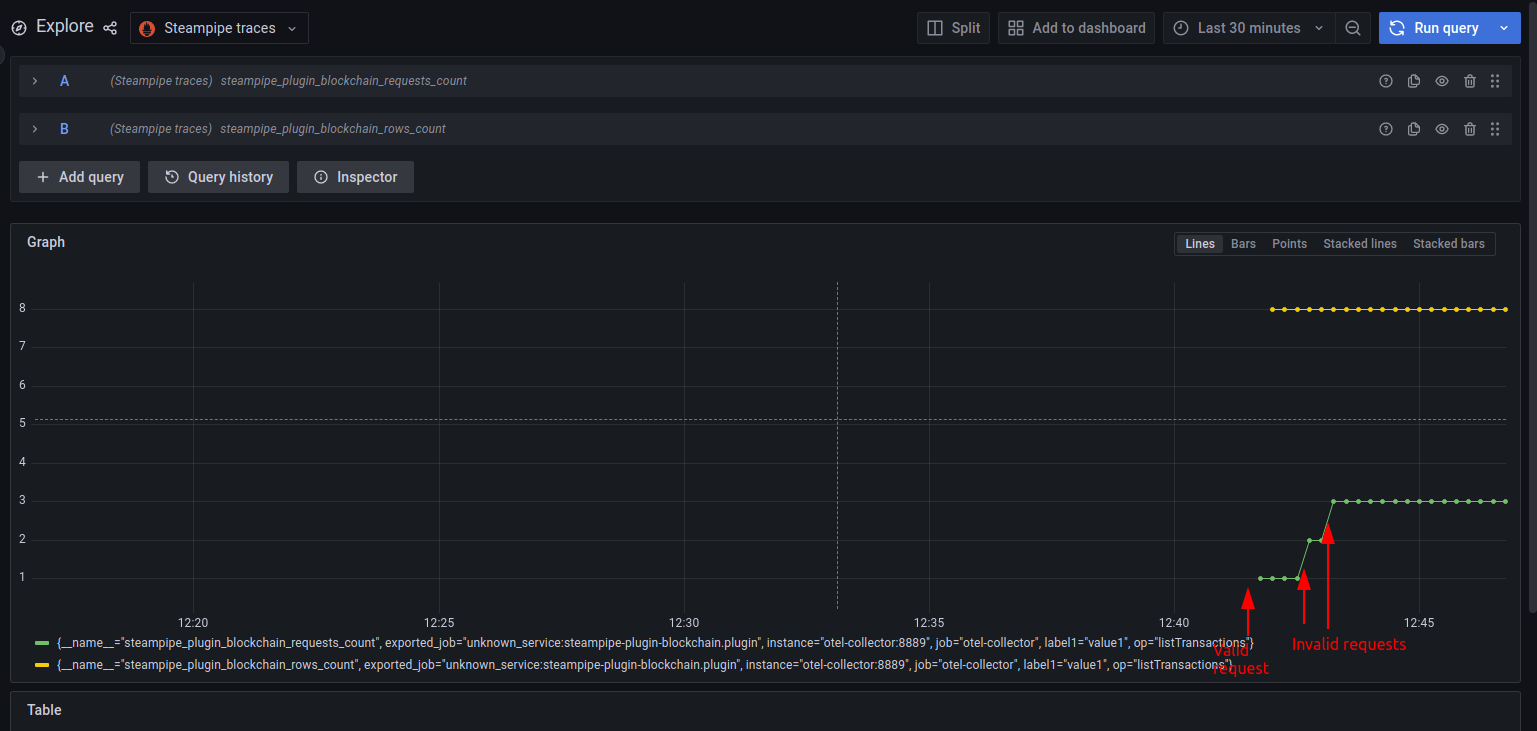 Explore Steampipe traces Split Add to dashboard Last 30 minutes Run query
A (Steampipe traces) steampipe_plugin_blockchain_requests_count
B (Steampipe traces) steampipe_plugin_blockchain_rows_count
+ Add query Query history Inspector
Graph Lines Bars Points Stacked lines Stacked bars
8
7
6
5
4
3
2
1
12:20 12:25 12:30 12:35 12:40 12:45
{__name__="steampipe_plugin_blockchain_requests_count", exported_job="unknown_service:steampipe-plugin-blockchain.plugin", instance="otel-collector:8889", job="otel-collector", label1="value1", op="listTransactions"}
{__name__="steampipe_plugin_blockchain_rows_count", exported_job="unknown_service:steampipe-plugin-blockchain.plugin", instance="otel-collector:8889", job="otel-collector", label1="value1", op="listTransactions"}
Valid
request
Invalid requests
Table